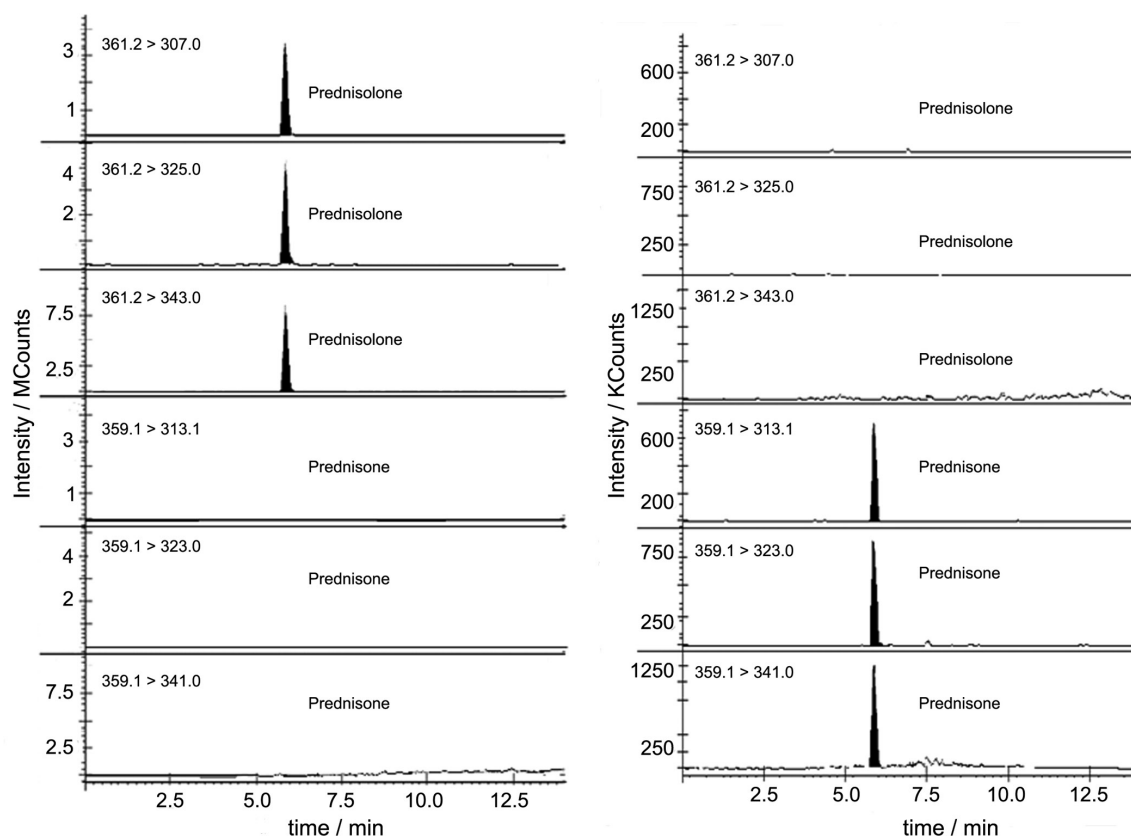 361.2 > 307.0
3
Prednisolone
1
361.2 > 325.0
4
Prednisolone
2
361.2 > 343.0
7.5
Prednisolone
2.5
359.1 > 313.1
3
Prednisone
1
359.1 > 323.0
4
Prednisone
2
359.1 > 341.0
7.5
Prednisone
2.5
Intensity / MCounts
2.5 5.0 7.5 10.0 12.5
time / min
361.2 > 307.0
600
Prednisolone
200
361.2 > 325.0
750
Prednisolone
250
361.2 > 343.0
1250
Prednisolone
250
359.1 > 313.1
600
Prednisone
200
359.1 > 323.0
750
Prednisone
250
359.1 > 341.0
1250
Prednisone
250
Intensity / KCounts
2.5 5.0 7.5 10.0 12.5
time / min